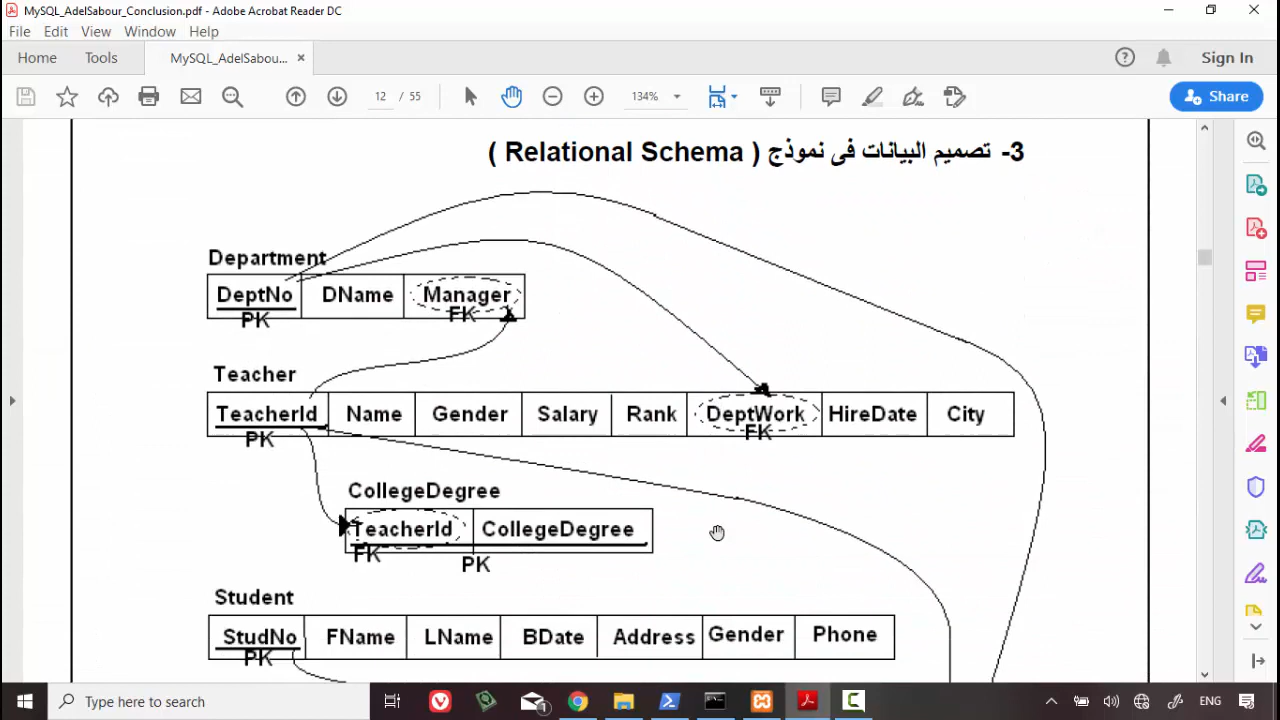 MySQL_AdelSabour_Conclusion.pdf - Adobe Acrobat Reader DC
File Edit View Window Help
Home Tools MySQL_AdelSabou... × Sign In
12 / 55 134% Share
3- تصميم البيانات فى نموذج ( Relational Schema )
Department
DeptNo DName Manager
PK FK
Teacher
TeacherId Name Gender Salary Rank DeptWork HireDate City
PK FK
CollegeDegree
TeacherId CollegeDegree
FK PK
Student
StudNo FName LName BDate Address Gender Phone
PK
Type here to search 1 ENG 1